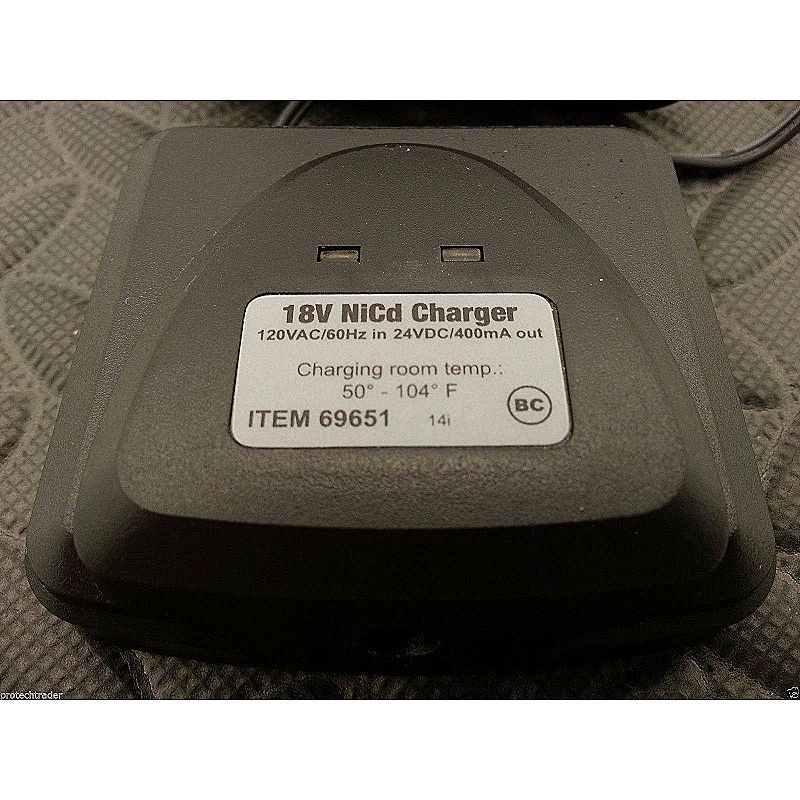 18V NiCd Charger
120VAC/60Hz in 24VDC/400mA out
Charging room temp.:
50° - 104° F
BC
ITEM 69651 14i
protechtrader